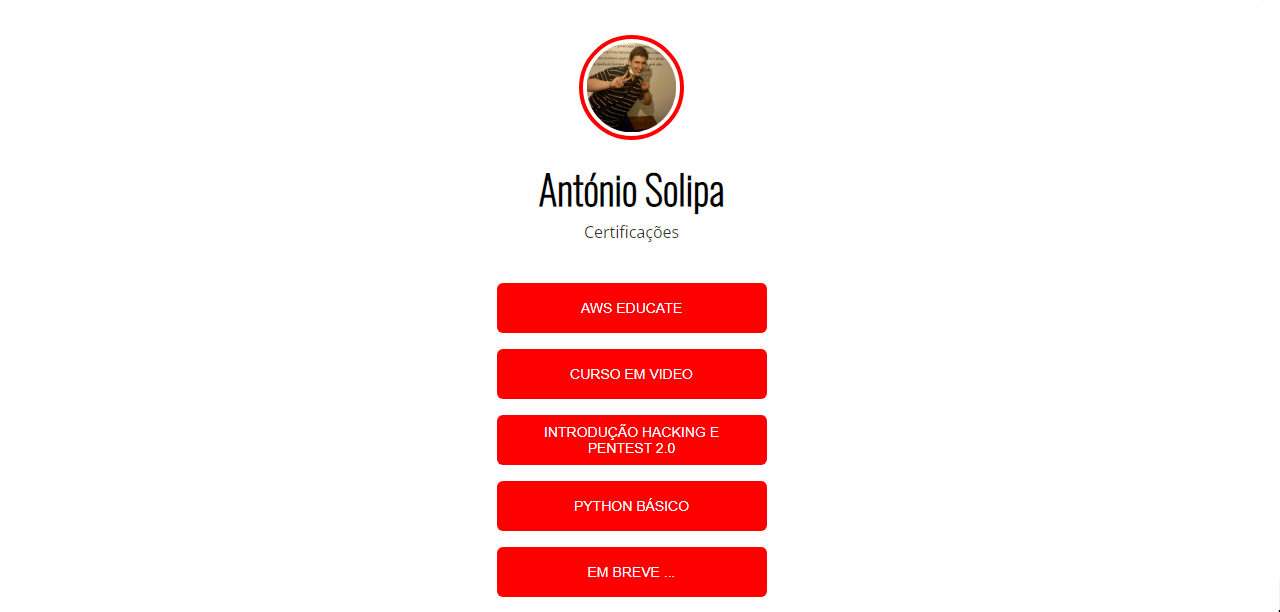 António Solipa
Certificações
AWS EDUCATE
CURSO EM VIDEO
INTRODUÇÃO HACKING E
PENTEST 2.0
PYTHON BÁSICO
EM BREVE ...